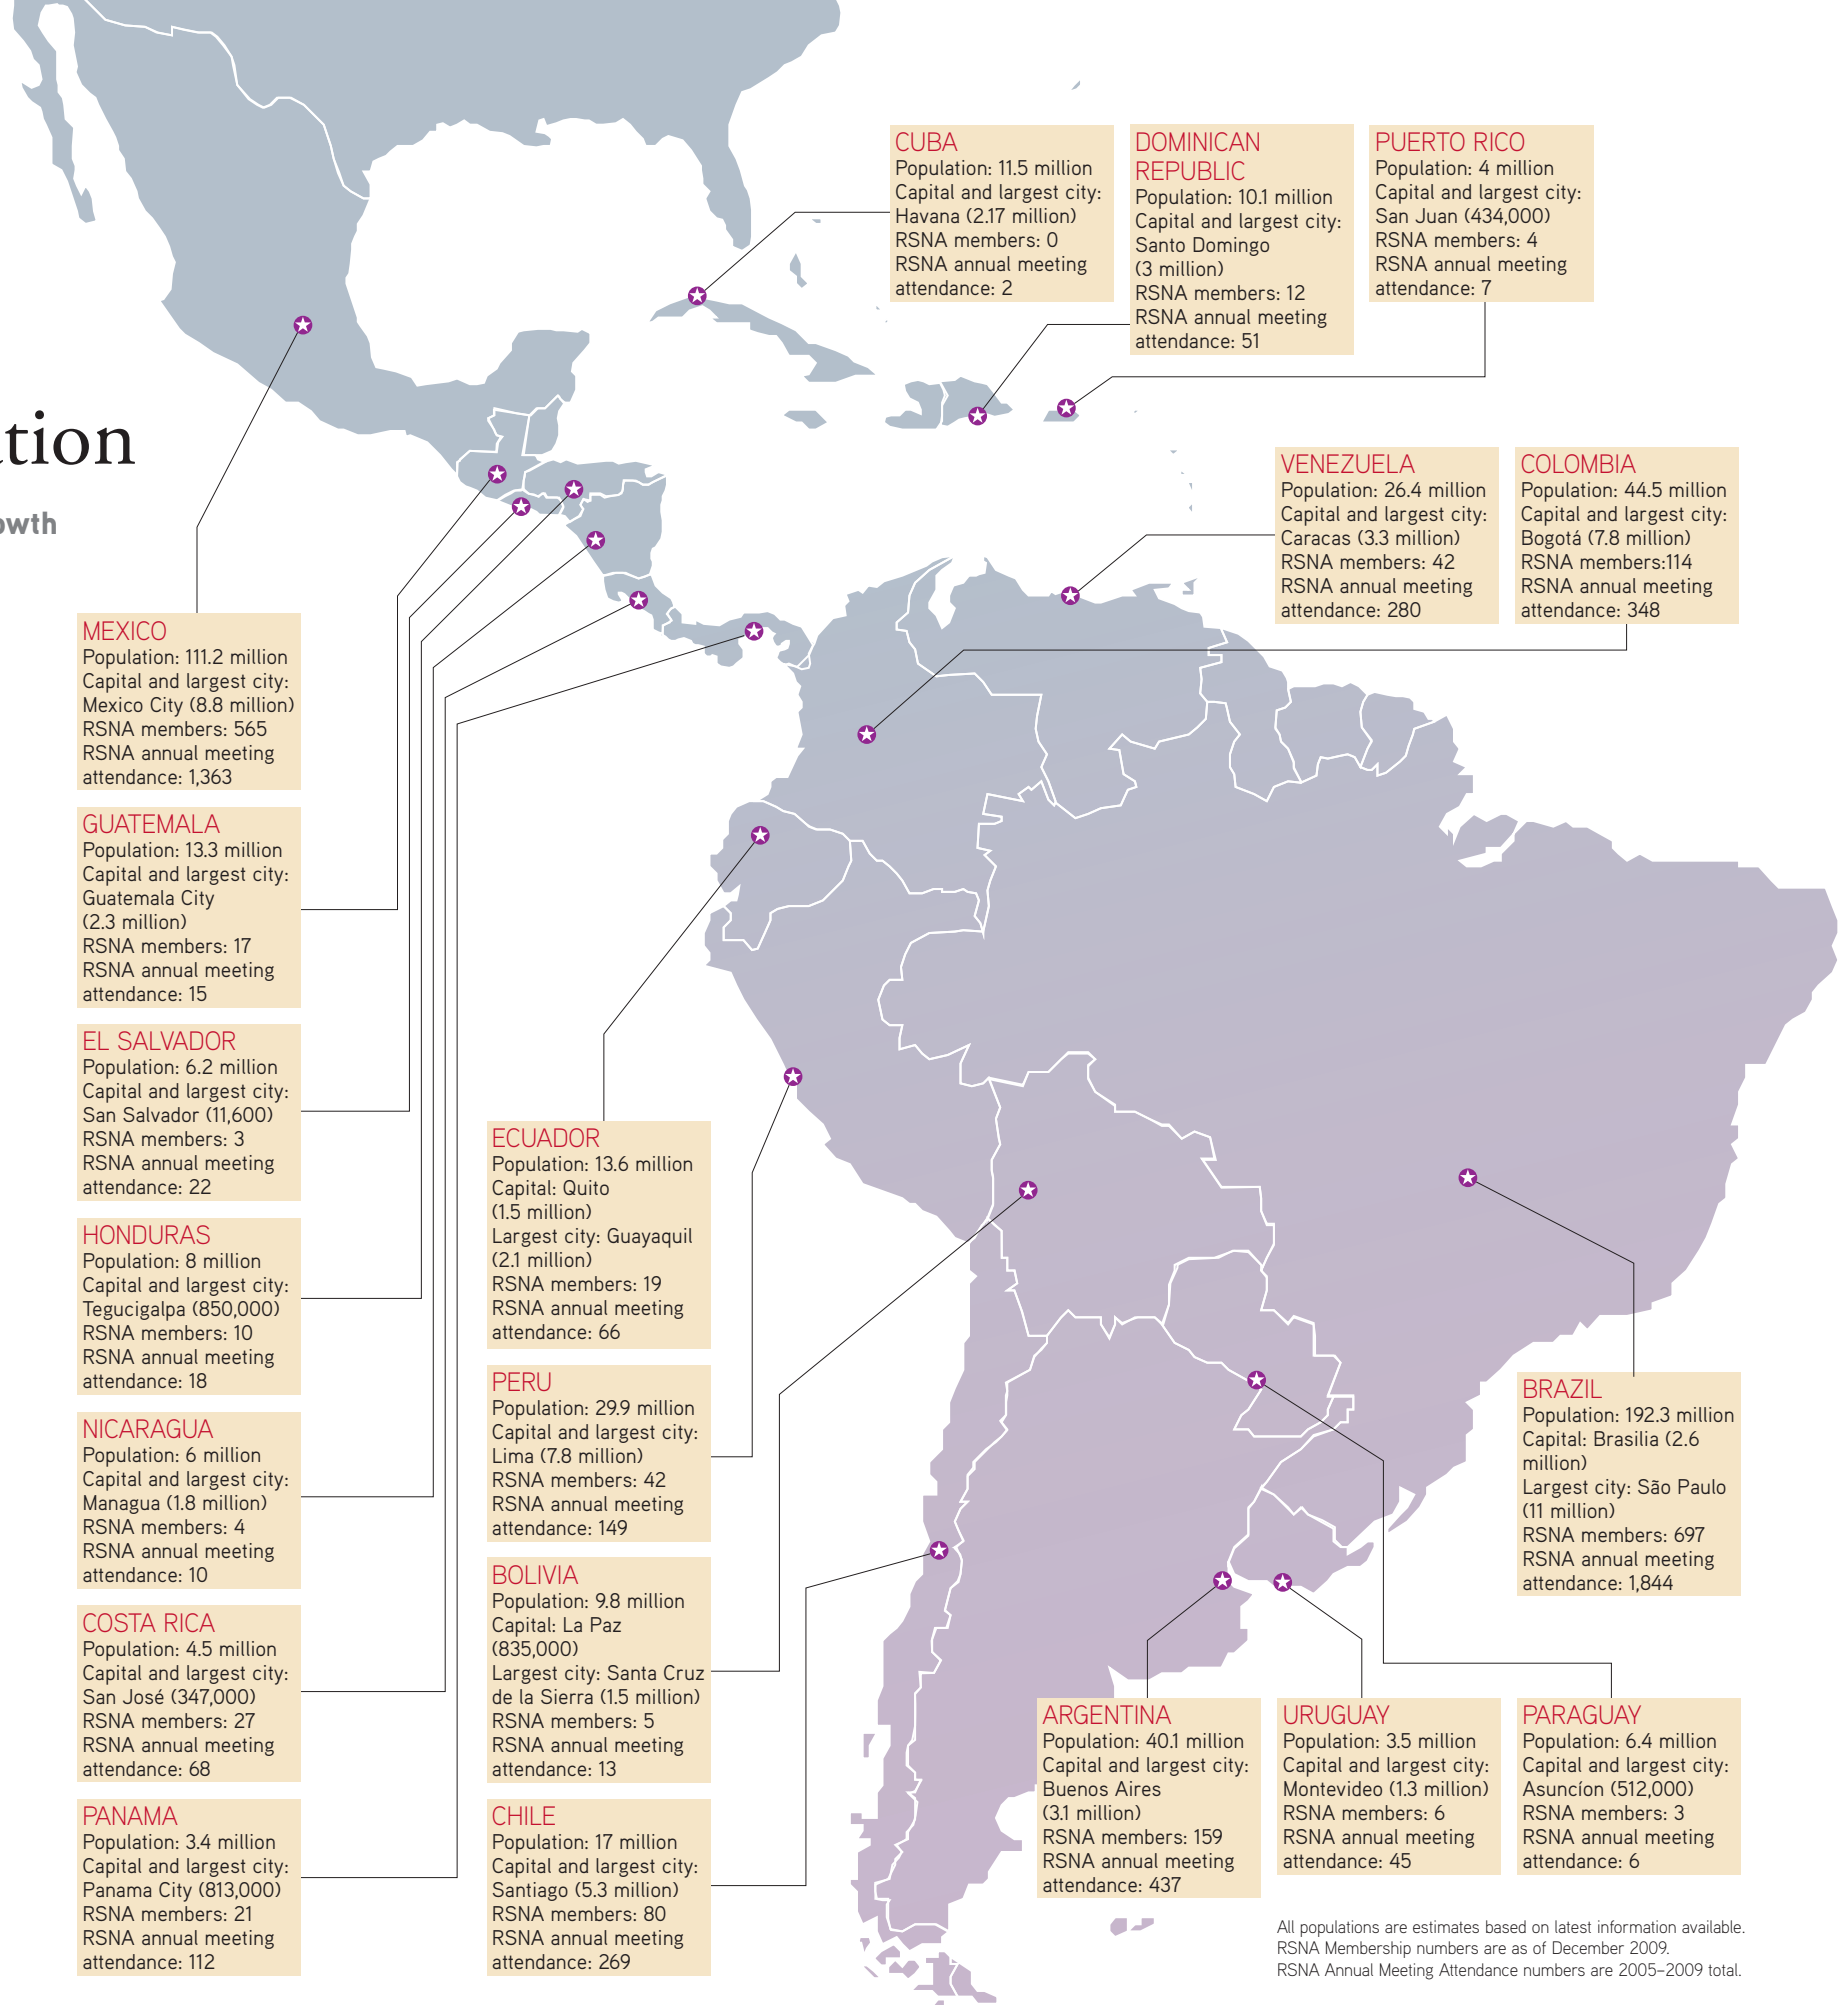 ation
owth
CUBA
Population: 11.5 million
Capital and largest city:
Havana (2.17 million)
RSNA members: 0
RSNA annual meeting
attendance: 2
DOMINICAN
REPUBLIC
Population: 10.1 million
Capital and largest city:
Santo Domingo
(3 million)
RSNA members: 12
RSNA annual meeting
attendance: 51
PUERTO RICO
Population: 4 million
Capital and largest city:
San Juan (434,000)
RSNA members: 4
RSNA annual meeting
attendance: 7
VENEZUELA
Population: 26.4 million
Capital and largest city:
Caracas (3.3 million)
RSNA members: 42
RSNA annual meeting
attendance: 280
COLOMBIA
Population: 44.5 million
Capital and largest city:
Bogotá (7.8 million)
RSNA members:114
RSNA annual meeting
attendance: 348
MEXICO
Population: 111.2 million
Capital and largest city:
Mexico City (8.8 million)
RSNA members: 565
RSNA annual meeting
attendance: 1,363
GUATEMALA
Population: 13.3 million
Capital and largest city:
Guatemala City
(2.3 million)
RSNA members: 17
RSNA annual meeting
attendance: 15
EL SALVADOR
Population: 6.2 million
Capital and largest city:
San Salvador (11,600)
RSNA members: 3
RSNA annual meeting
attendance: 22
HONDURAS
Population: 8 million
Capital and largest city:
Tegucigalpa (850,000)
RSNA members: 10
RSNA annual meeting
attendance: 18
NICARAGUA
Population: 6 million
Capital and largest city:
Managua (1.8 million)
RSNA members: 4
RSNA annual meeting
attendance: 10
COSTA RICA
Population: 4.5 million
Capital and largest city:
San José (347,000)
RSNA members: 27
RSNA annual meeting
attendance: 68
PANAMA
Population: 3.4 million
Capital and largest city:
Panama City (813,000)
RSNA members: 21
RSNA annual meeting
attendance: 112
ECUADOR
Population: 13.6 million
Capital: Quito
(1.5 million)
Largest city: Guayaquil
(2.1 million)
RSNA members: 19
RSNA annual meeting
attendance: 66
PERU
Population: 29.9 million
Capital and largest city:
Lima (7.8 million)
RSNA members: 42
RSNA annual meeting
attendance: 149
BOLIVIA
Population: 9.8 million
Capital: La Paz
(835,000)
Largest city: Santa Cruz
de la Sierra (1.5 million)
RSNA members: 5
RSNA annual meeting
attendance: 13
CHILE
Population: 17 million
Capital and largest city:
Santiago (5.3 million)
RSNA members: 80
RSNA annual meeting
attendance: 269
BRAZIL
Population: 192.3 million
Capital: Brasilia (2.6
million)
Largest city: São Paulo
(11 million)
RSNA members: 697
RSNA annual meeting
attendance: 1,844
ARGENTINA
Population: 40.1 million
Capital and largest city:
Buenos Aires
(3.1 million)
RSNA members: 159
RSNA annual meeting
attendance: 437
URUGUAY
Population: 3.5 million
Capital and largest city:
Montevideo (1.3 million)
RSNA members: 6
RSNA annual meeting
attendance: 45
PARAGUAY
Population: 6.4 million
Capital and largest city:
Asuncíon (512,000)
RSNA members: 3
RSNA annual meeting
attendance: 6
All populations are estimates based on latest information available.
RSNA Membership numbers are as of December 2009.
RSNA Annual Meeting Attendance numbers are 2005–2009 total.